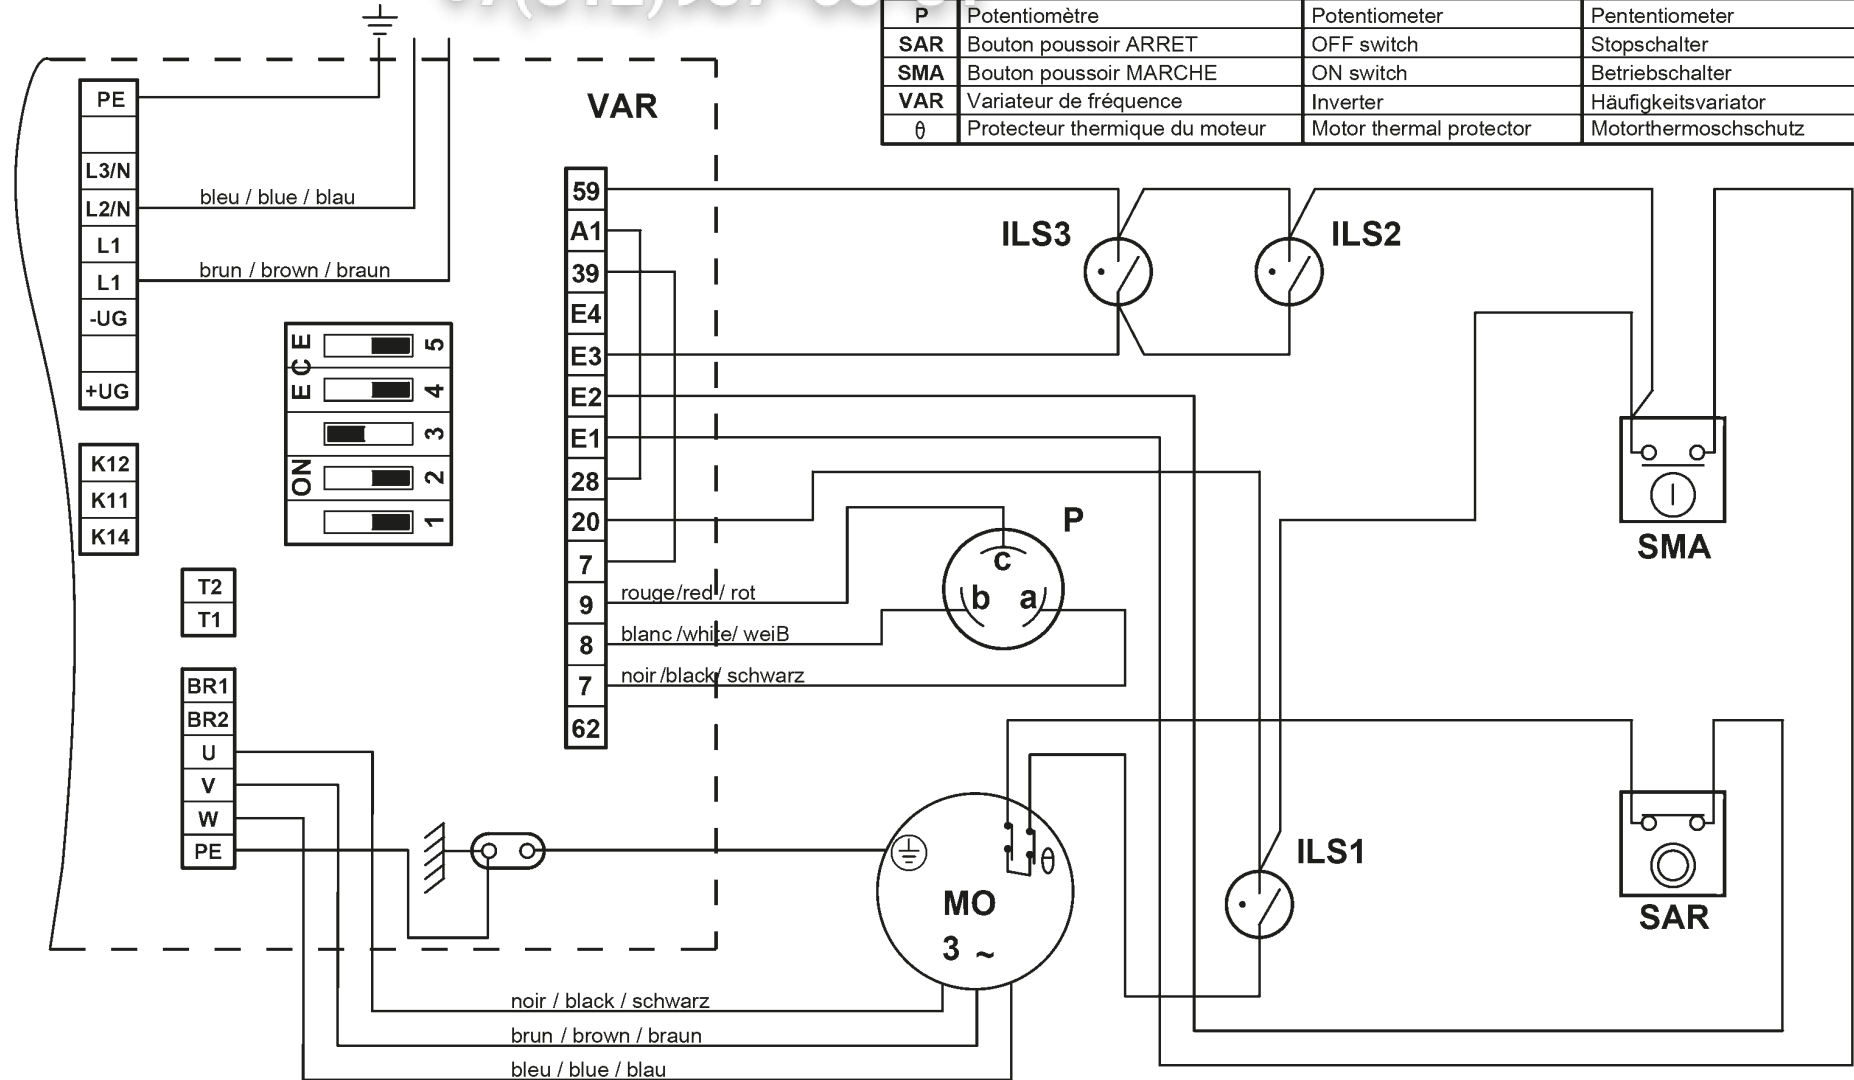 P Potentiomètre Potentiometer Pententiometer
SAR Bouton poussoir ARRET OFF switch Stopschalter
SMA Bouton poussoir MARCHE ON switch Betriebschalter
VAR Variateur de fréquence Inverter Häufigkeitsvariator
θ Protecteur thermique du moteur Motor thermal protector Motorthermoschschutz
PE
L3/N
L2/N
L1
L1
-UG
+UG
bleu / blue / blau
brun / brown / braun
K12
K11
K14
ECE
ON
5
4
3
2
1
T2
T1
BR1
BR2
U
V
W
PE
VAR
59
A1
39
E4
E3
E2
E1
28
20
7
9
8
7
62
rouge/red / rot
blanc /white/ weiB
noir /black/ schwarz
ILS3
ILS2
P
c
b a
SMA
SAR
ILS1
θ
MO
3 ~
noir / black / schwarz
brun / brown / braun
bleu / blue / blau